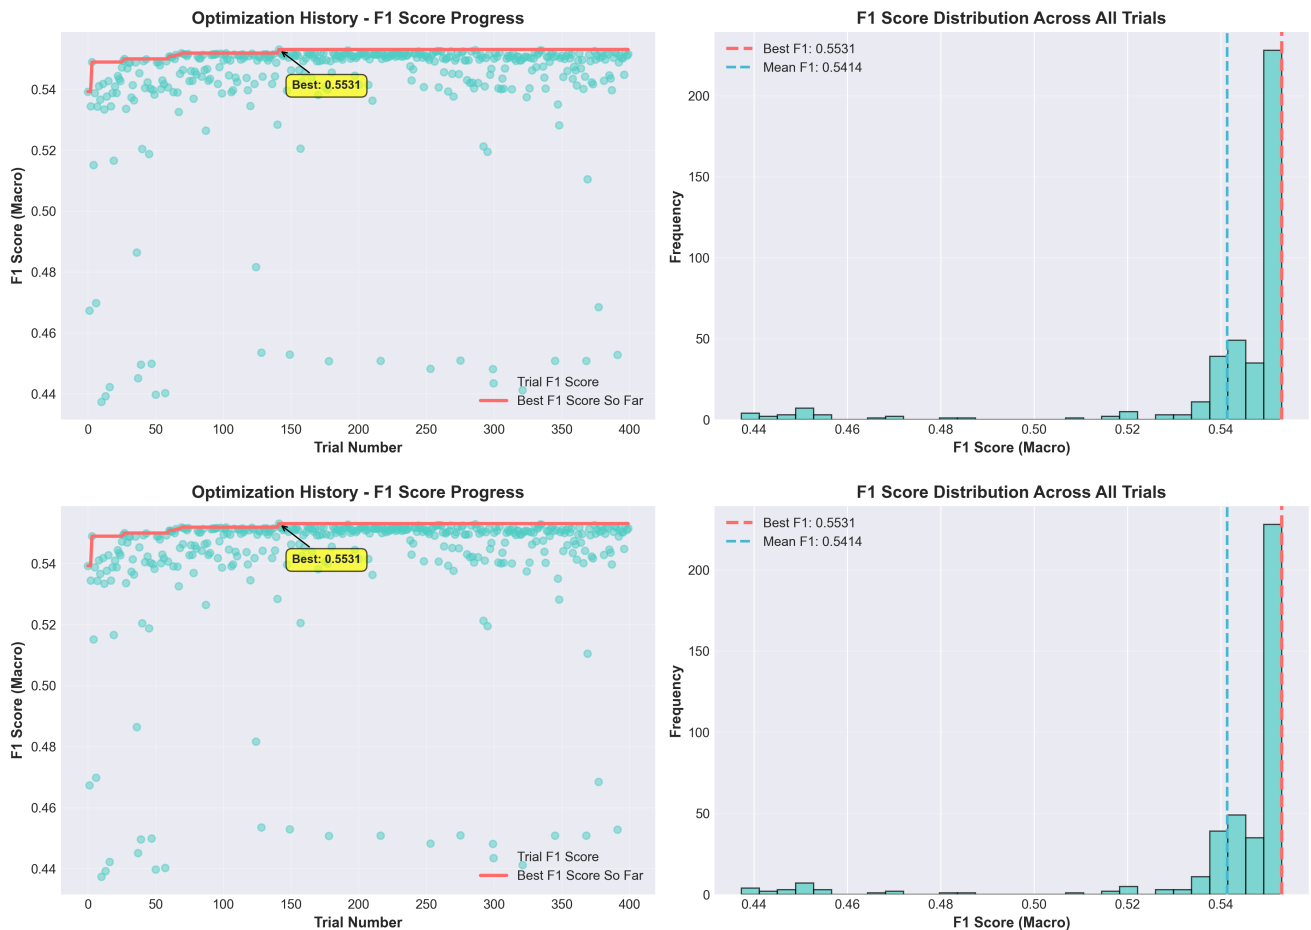 Optimization History - F1 Score Progress
F1 Score (Macro)
0.54
0.52
0.50
0.48
0.46
0.44
Best: 0.5531
Trial F1 Score
Best F1 Score So Far
0 50 100 150 200 250 300 350 400
Trial Number
F1 Score Distribution Across All Trials
Best F1: 0.5531
Mean F1: 0.5414
Frequency
200
150
100
50
0
0.44 0.46 0.48 0.50 0.52 0.54
F1 Score (Macro)
Optimization History - F1 Score Progress
F1 Score (Macro)
0.54
0.52
0.50
0.48
0.46
0.44
Best: 0.5531
Trial F1 Score
Best F1 Score So Far
0 50 100 150 200 250 300 350 400
Trial Number
F1 Score Distribution Across All Trials
Best F1: 0.5531
Mean F1: 0.5414
Frequency
200
150
100
50
0
0.44 0.46 0.48 0.50 0.52 0.54
F1 Score (Macro)